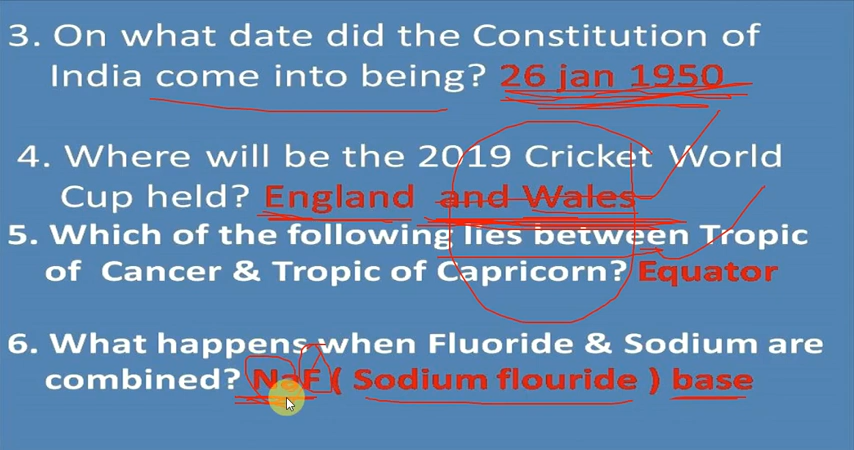 3. On what date did the Constitution of
India come into being? 26 jan 1950
4. Where will be the 2019 Cricket World
Cup held? England and Wales
5. Which of the following lies between Tropic
of Cancer & Tropic of Capricorn? Equator
6. What happens when Fluoride & Sodium are
combined? NaF ( Sodium flouride ) base